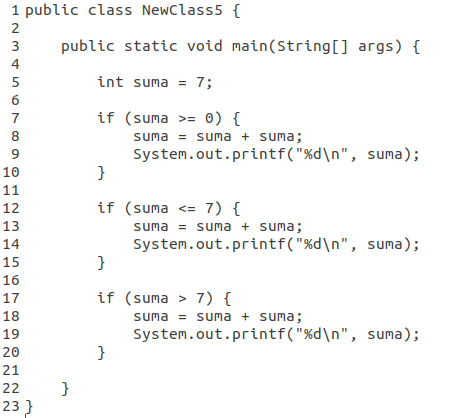 1 public class NewClass5 {
2
3     public static void main(String[] args) {
4
5         int suma = 7;
6
7         if (suma >= 0) {
8             suma = suma + suma;
9             System.out.printf("%d\n", suma);
10         }
11
12         if (suma <= 7) {
13             suma = suma + suma;
14             System.out.printf("%d\n", suma);
15         }
16
17         if (suma > 7) {
18             suma = suma + suma;
19             System.out.printf("%d\n", suma);
20         }
21
22     }
23 }